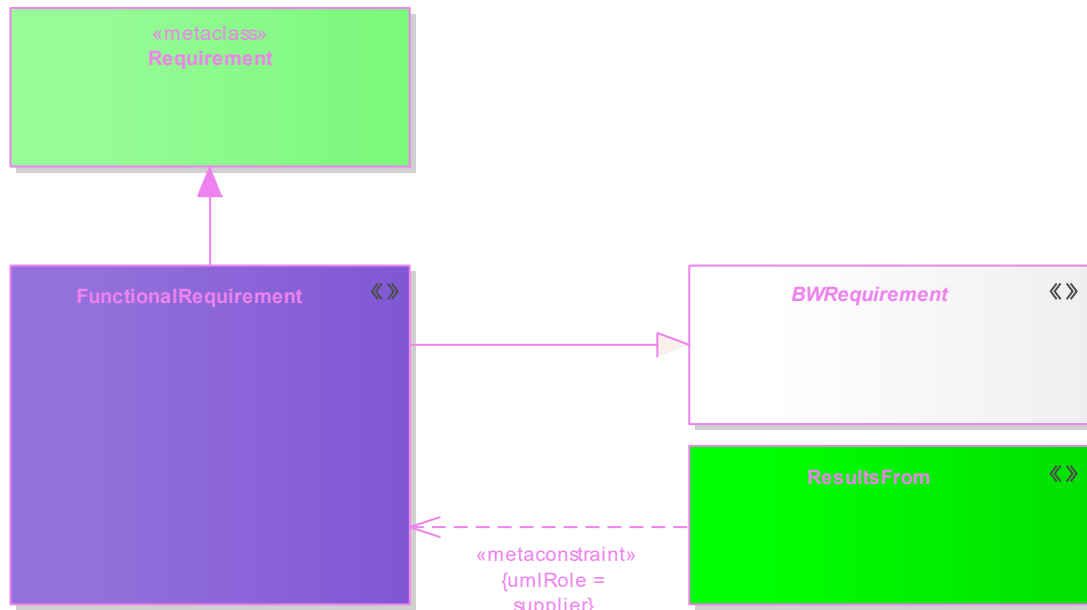 «metaclass»
Requirement
FunctionalRequirement
«»
BWRequirement
«»
ResultsFrom
«»
«metaconstraint»
{umlRole =
supplier}